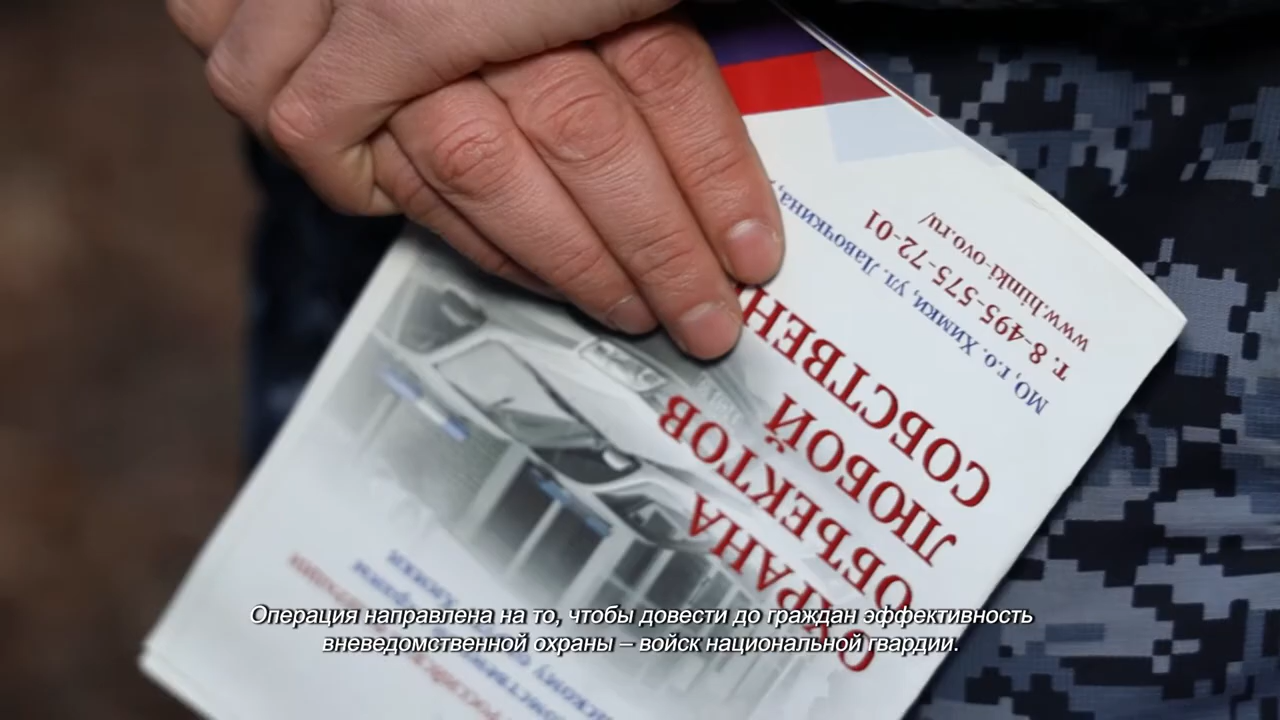 МО, г.о. Химки, ул. Лавочкина,
т. 8-495-575-72-01
www.himki-ovo.ru/
ОХРАНА
ОБЪЕКТОВ
ЛЮБОЙ
СОБСТВЕН
Операция направлена на то, чтобы довести до граждан эффективность
вневедомственной охраны – войск национальной гвардии.